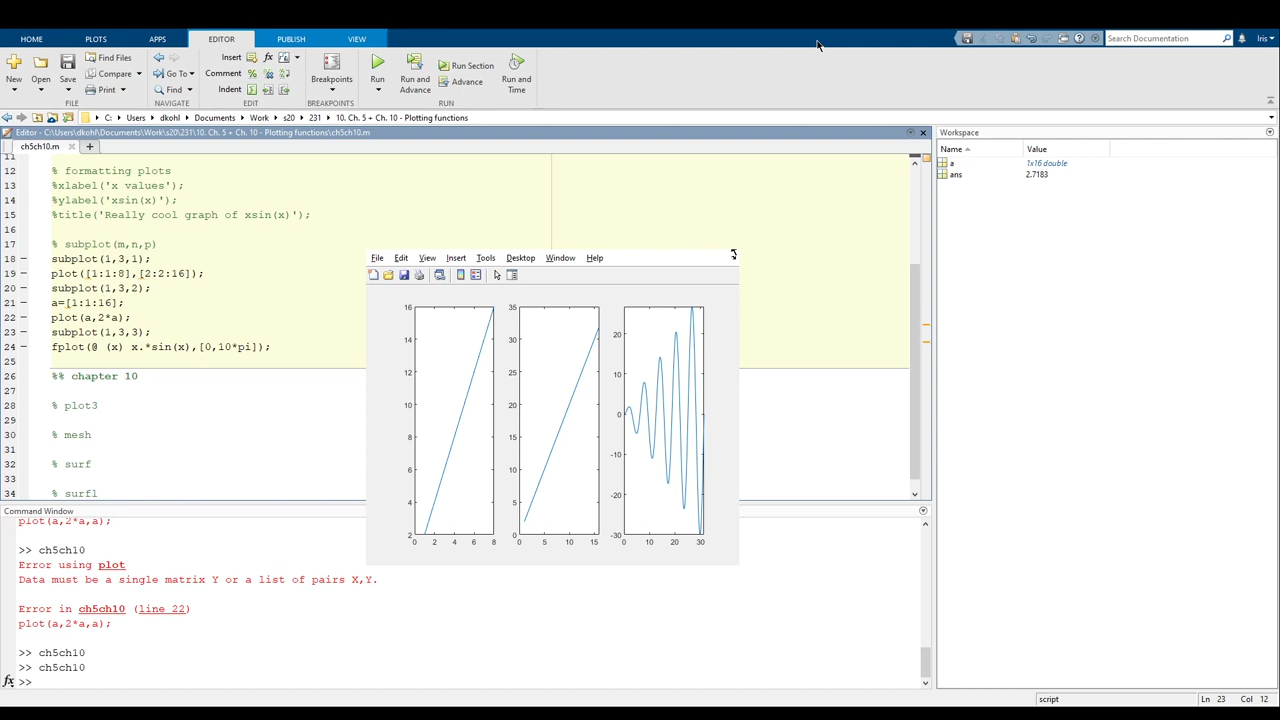 HOME PLOTS APPS EDITOR PUBLISH VIEW Search Documentation Iris
New Open Save Find Files Compare Print Go To Find Insert Comment Indent fx Breakpoints Run Run and Advance Run Section Advance Run and Time
FILE NAVIGATE EDIT BREAKPOINTS RUN
C: Users dkohl Documents Work s20 231 10. Ch. 5 + Ch. 10 - Plotting functions
Editor - C:\Users\dkohl\Documents\Work\s20\231\10. Ch. 5 + Ch. 10 - Plotting functions\ch5ch10.m
ch5ch10.m
11
12 % formatting plots
13 %xlabel('x values');
14 %ylabel('xsin(x)');
15 %title('Really cool graph of xsin(x)');
16
17 % subplot(m,n,p)
18 subplot(1,3,1);
19 plot([1:1:8],[2:2:16]);
20 subplot(1,3,2);
21 a=[1:1:16];
22 plot(a,2*a);
23 subplot(1,3,3);
24 fplot(@ (x) x.*sin(x),[0,10*pi]);
25
26 %% chapter 10
27
28 % plot3
29
30 % mesh
31
32 % surf
33
34 % surfl
File Edit View Insert Tools Desktop Window Help
16
14
12
10
8
6
4
2
0 2 4 6 8
35
30
25
20
15
10
5
0
0 5 10 15
20
10
0
-10
-20
-30
0 10 20 30
Workspace
Name Value
a 1x16 double
ans 2.7183
Command Window
plot(a,2*a,a);
>> ch5ch10
Error using plot
Data must be a single matrix Y or a list of pairs X,Y.
Error in ch5ch10 (line 22)
plot(a,2*a,a);
>> ch5ch10
>> ch5ch10
fx >>
script Ln 23 Col 12